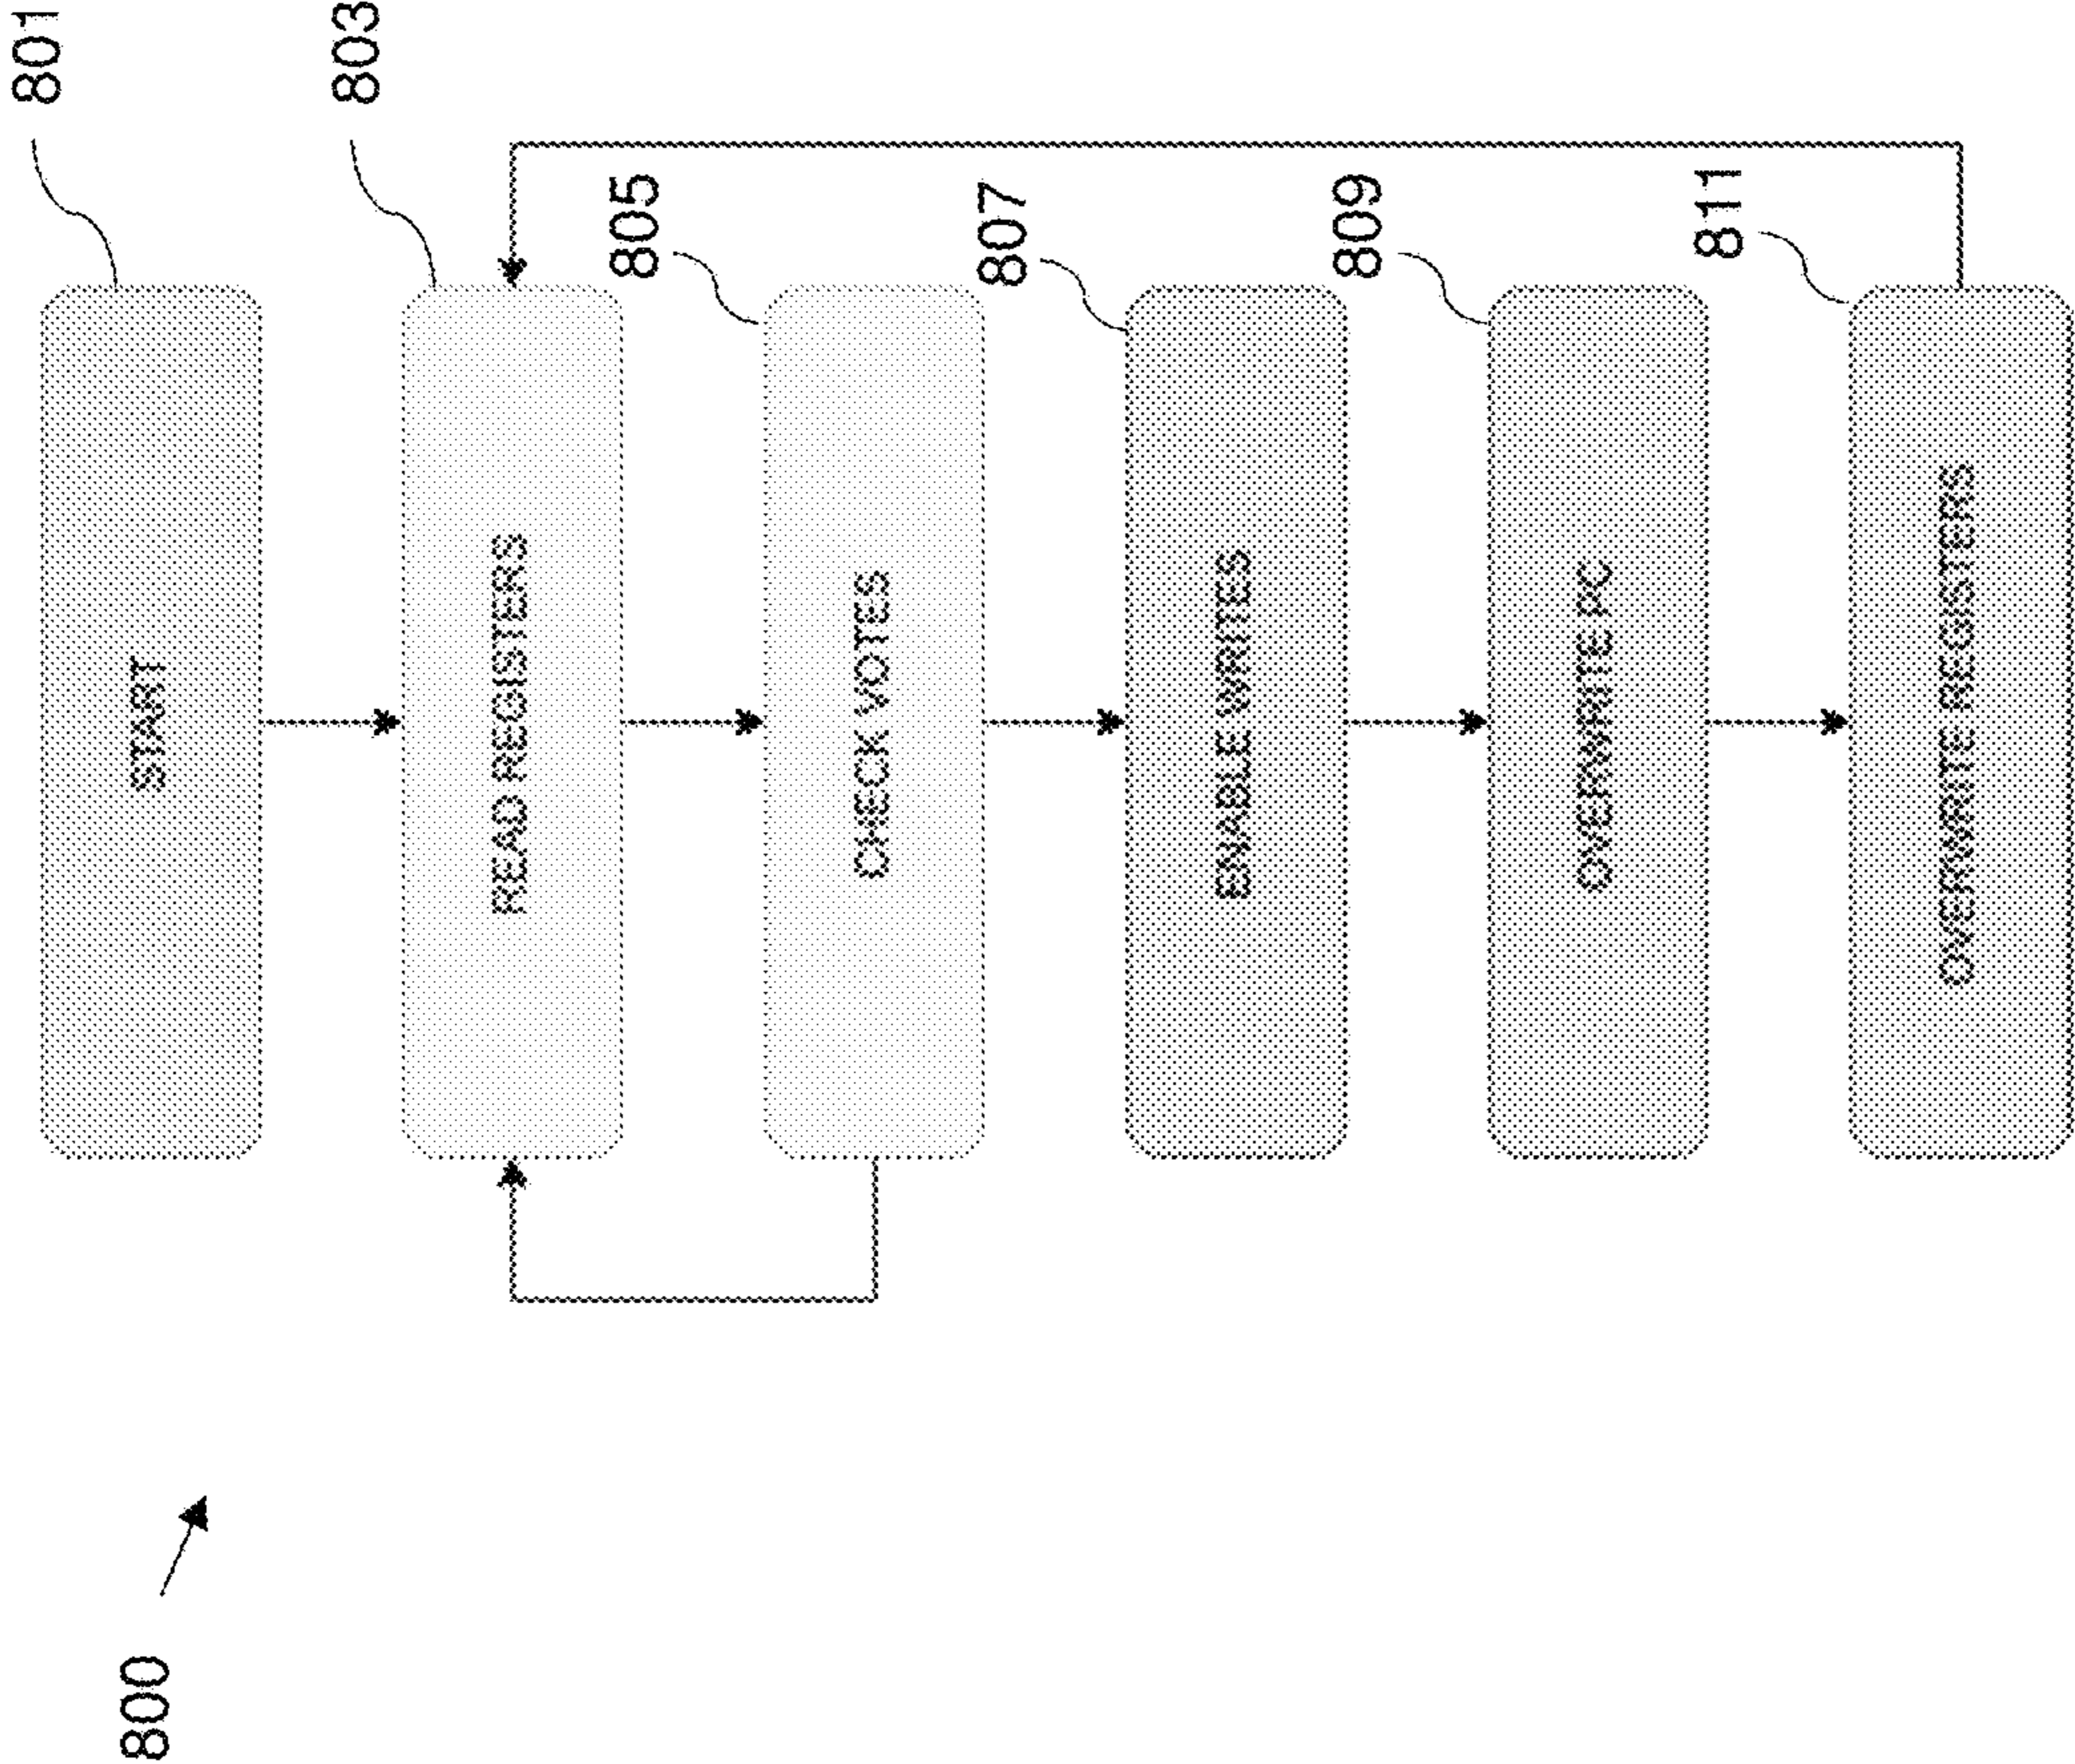 800
801
START
803
READ REGISTERS
805
CHECK VOTES
807
ENABLE WRITES
809
OVERWRITE PC
811
OVERWRITE REGISTERS